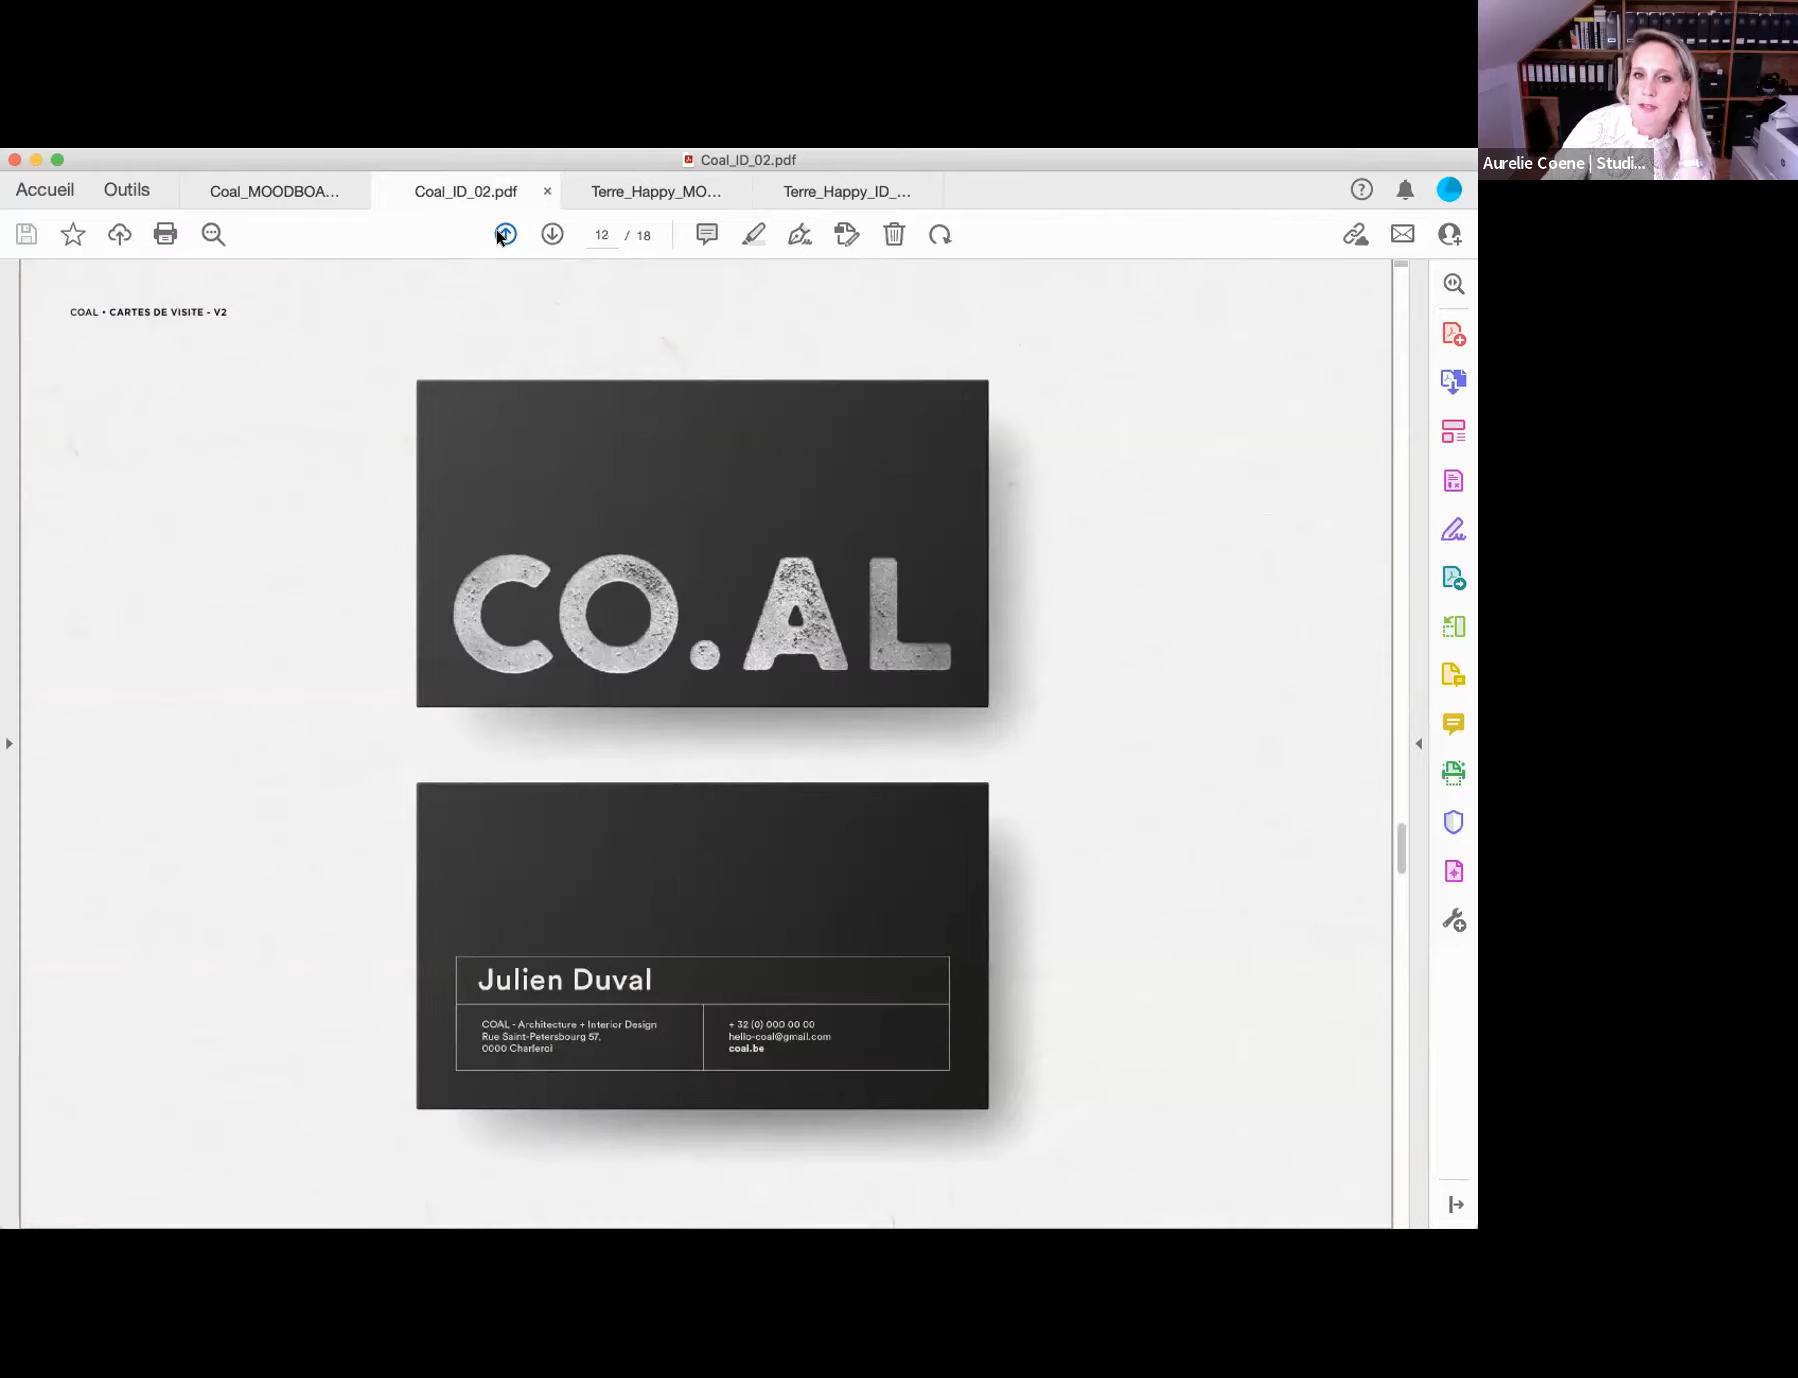 Aurelie Coene | Studi...
Coal_ID_02.pdf
Accueil
Outils
Coal_MOODBOA...
Coal_ID_02.pdf
Terre_Happy_MO...
Terre_Happy_ID_...
12 / 18
COAL • CARTES DE VISITE - V2
CO.AL
Julien Duval
COAL - Architecture + Interior Design
Rue Saint-Petersbourg 57,
0000 Charleroi
+ 32 (0) 000 00 00
hello-coal@gmail.com
coal.be